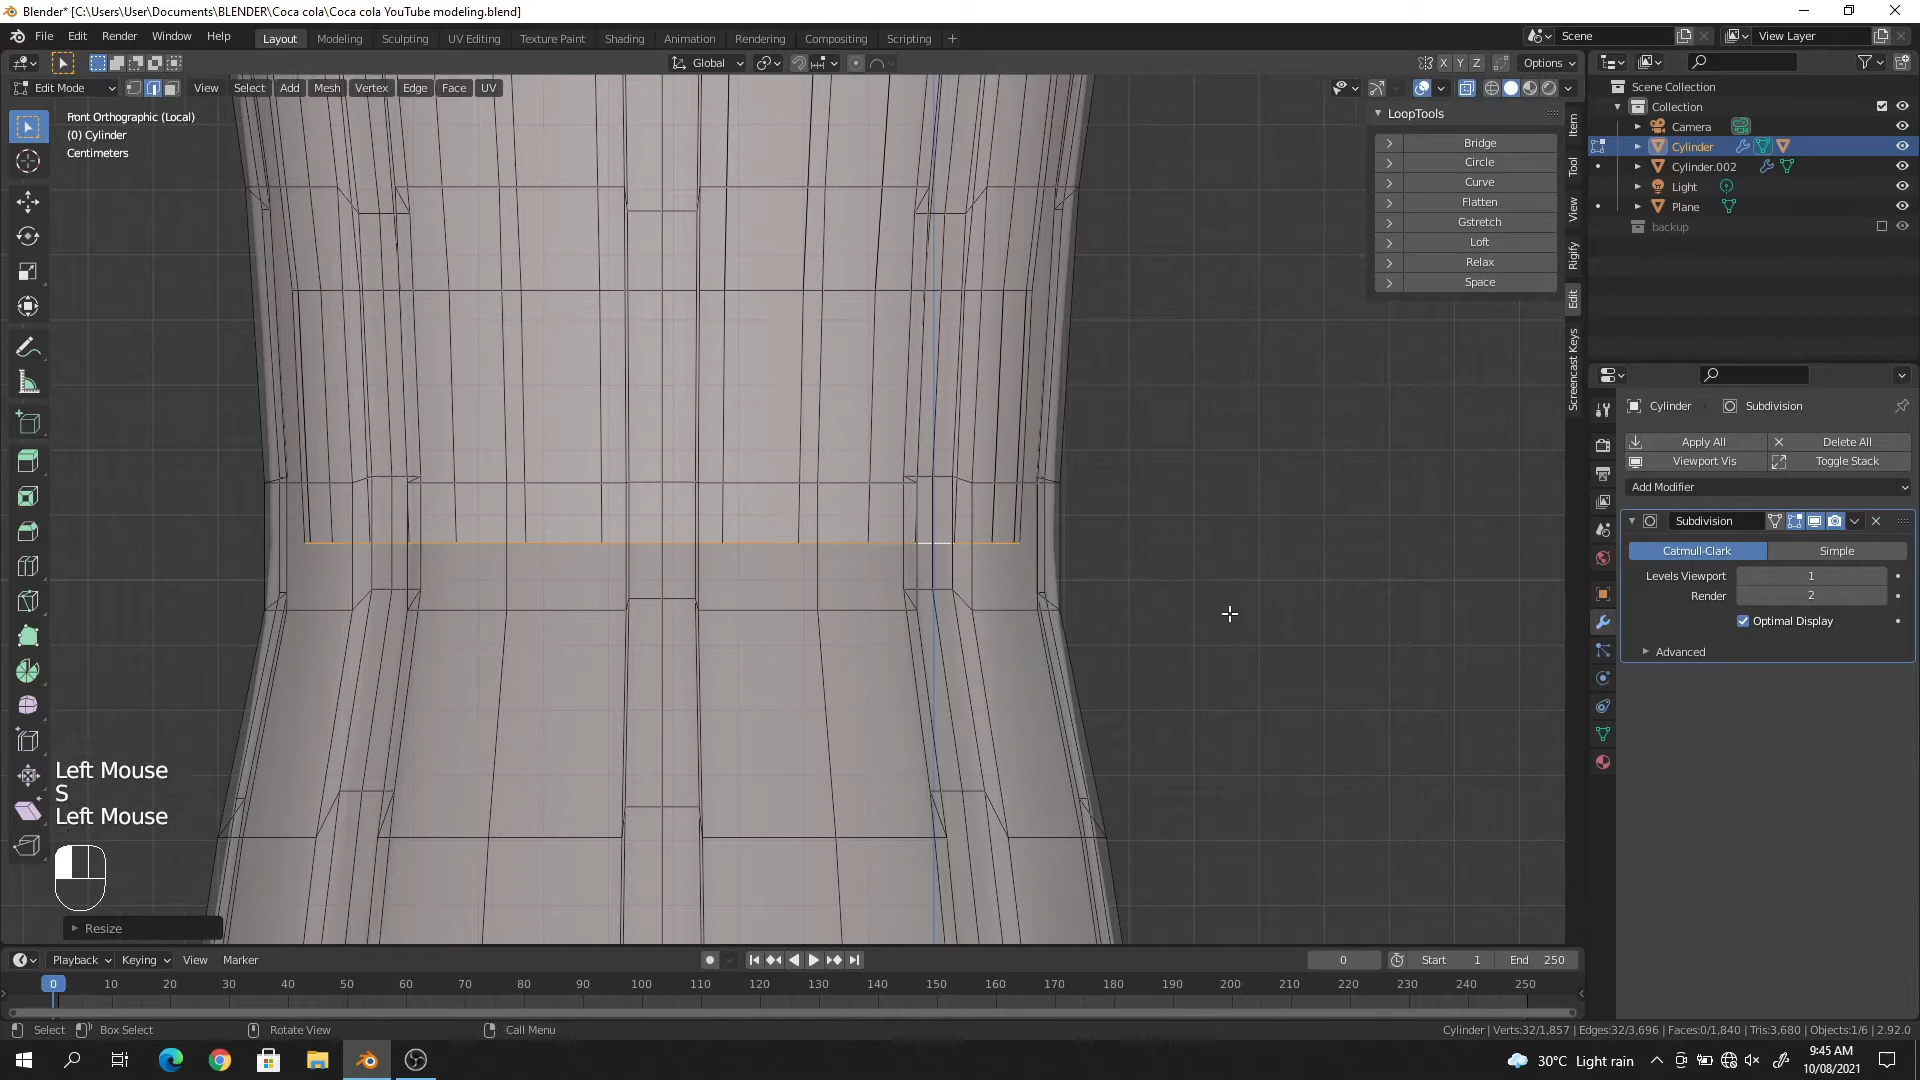 Blender* [C:\Users\User\Documents\BLENDER\Coca cola\Coca cola YouTube modeling.blend]
File Edit Render Window Help
Layout Modeling Sculpting UV Editing Texture Paint Shading Animation Rendering Compositing Scripting +
Scene
View Layer
Global
X Y Z
Options
Edit Mode
View Select Add Mesh Vertex Edge Face UV
Front Orthographic (Local)
(0) Cylinder
Centimeters
LoopTools
Bridge
Circle
Curve
Flatten
Gstretch
Loft
Relax
Space
Item
Tool
View
Rigify
Edit
Screencast Keys
Scene Collection
Collection
Camera
Cylinder
Cylinder.002
Light
Plane
backup
Cylinder Subdivision
Apply All Delete All
Viewport Vis Toggle Stack
Add Modifier
Subdivision
Catmull-Clark Simple
Levels Viewport 1
Render 2
Optimal Display
Advanced
Left Mouse
S
Left Mouse
Resize
Playback Keying View Marker
0 Start 1 End 250
0 10 20 30 40 50 60 70 80 90 100 110 120 130 140 150 160 170 180 190 200 210 220 230 240 250
Select Box Select Rotate View Call Menu
Cylinder | Verts:32/1,857 | Edges:32/3,696 | Faces:0/1,840 | Tris:3,680 | Objects:1/6 | 2.92.0
30°C Light rain
9:45 AM
10/08/2021